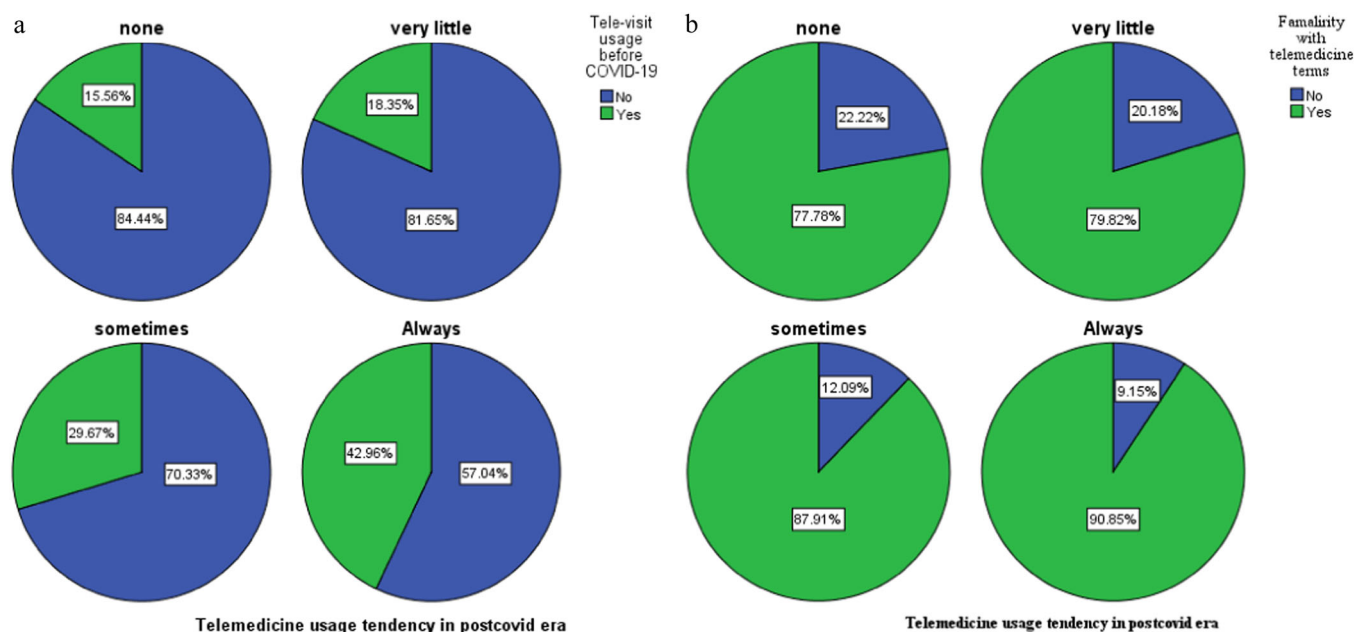 a
none
very little
Tele-visit
usage
before
COVID-19
No
Yes
15.56%
84.44%
18.35%
81.65%
sometimes
Always
29.67%
70.33%
42.96%
57.04%
Telemedicine usage tendency in postcovid era
b
none
very little
Famalirity
with
telemedicine
terms
No
Yes
22.22%
77.78%
20.18%
79.82%
sometimes
Always
12.09%
87.91%
9.15%
90.85%
Telemedicine usage tendency in postcovid era